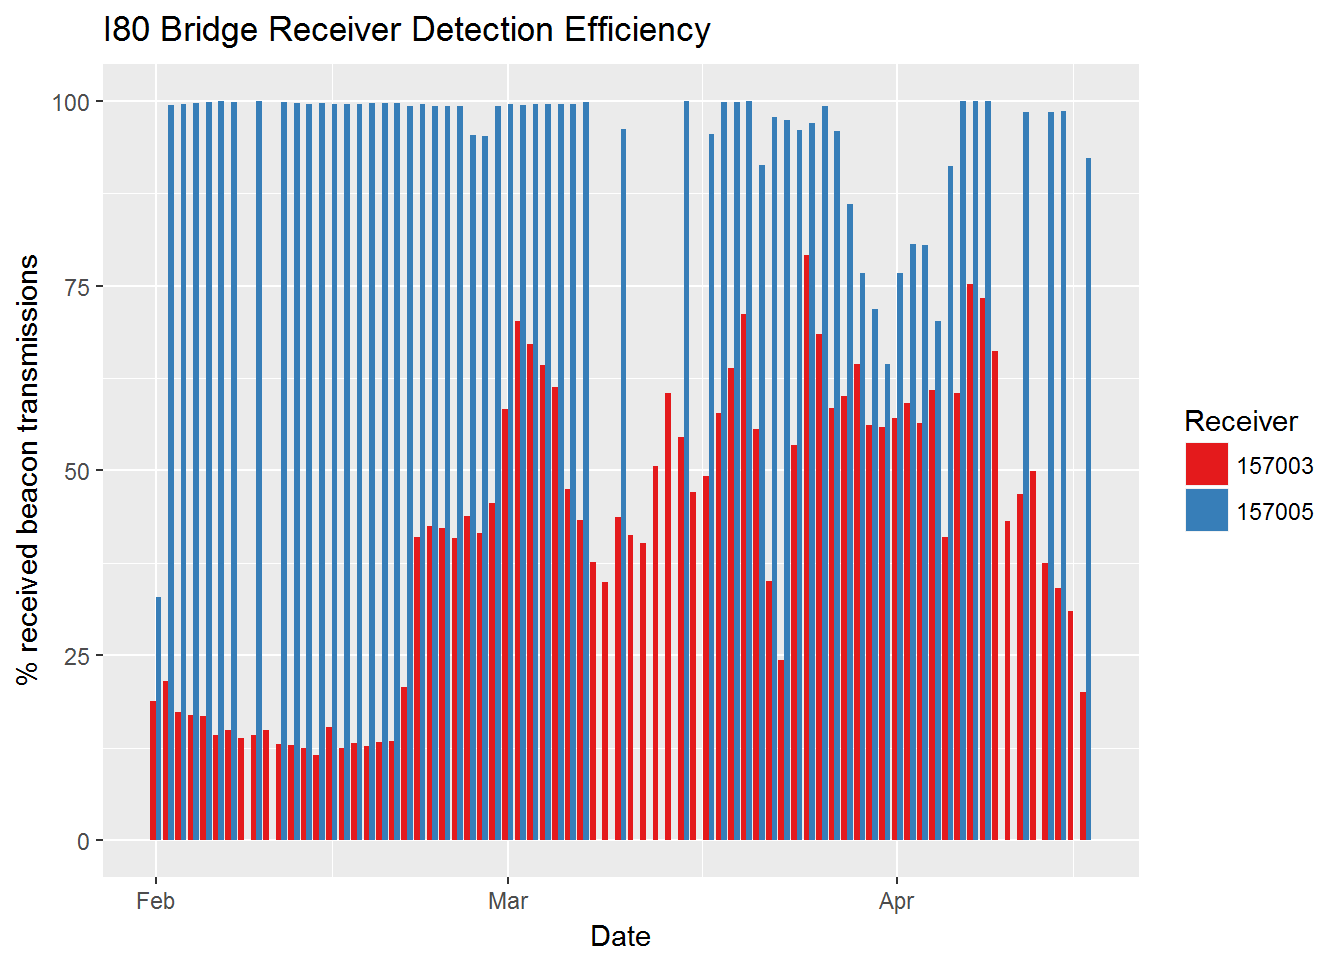 I80 Bridge Receiver Detection Efficiency
% received beacon transmissions
100
75
50
25
0
Feb
Mar
Apr
Date
Receiver
157003
157005